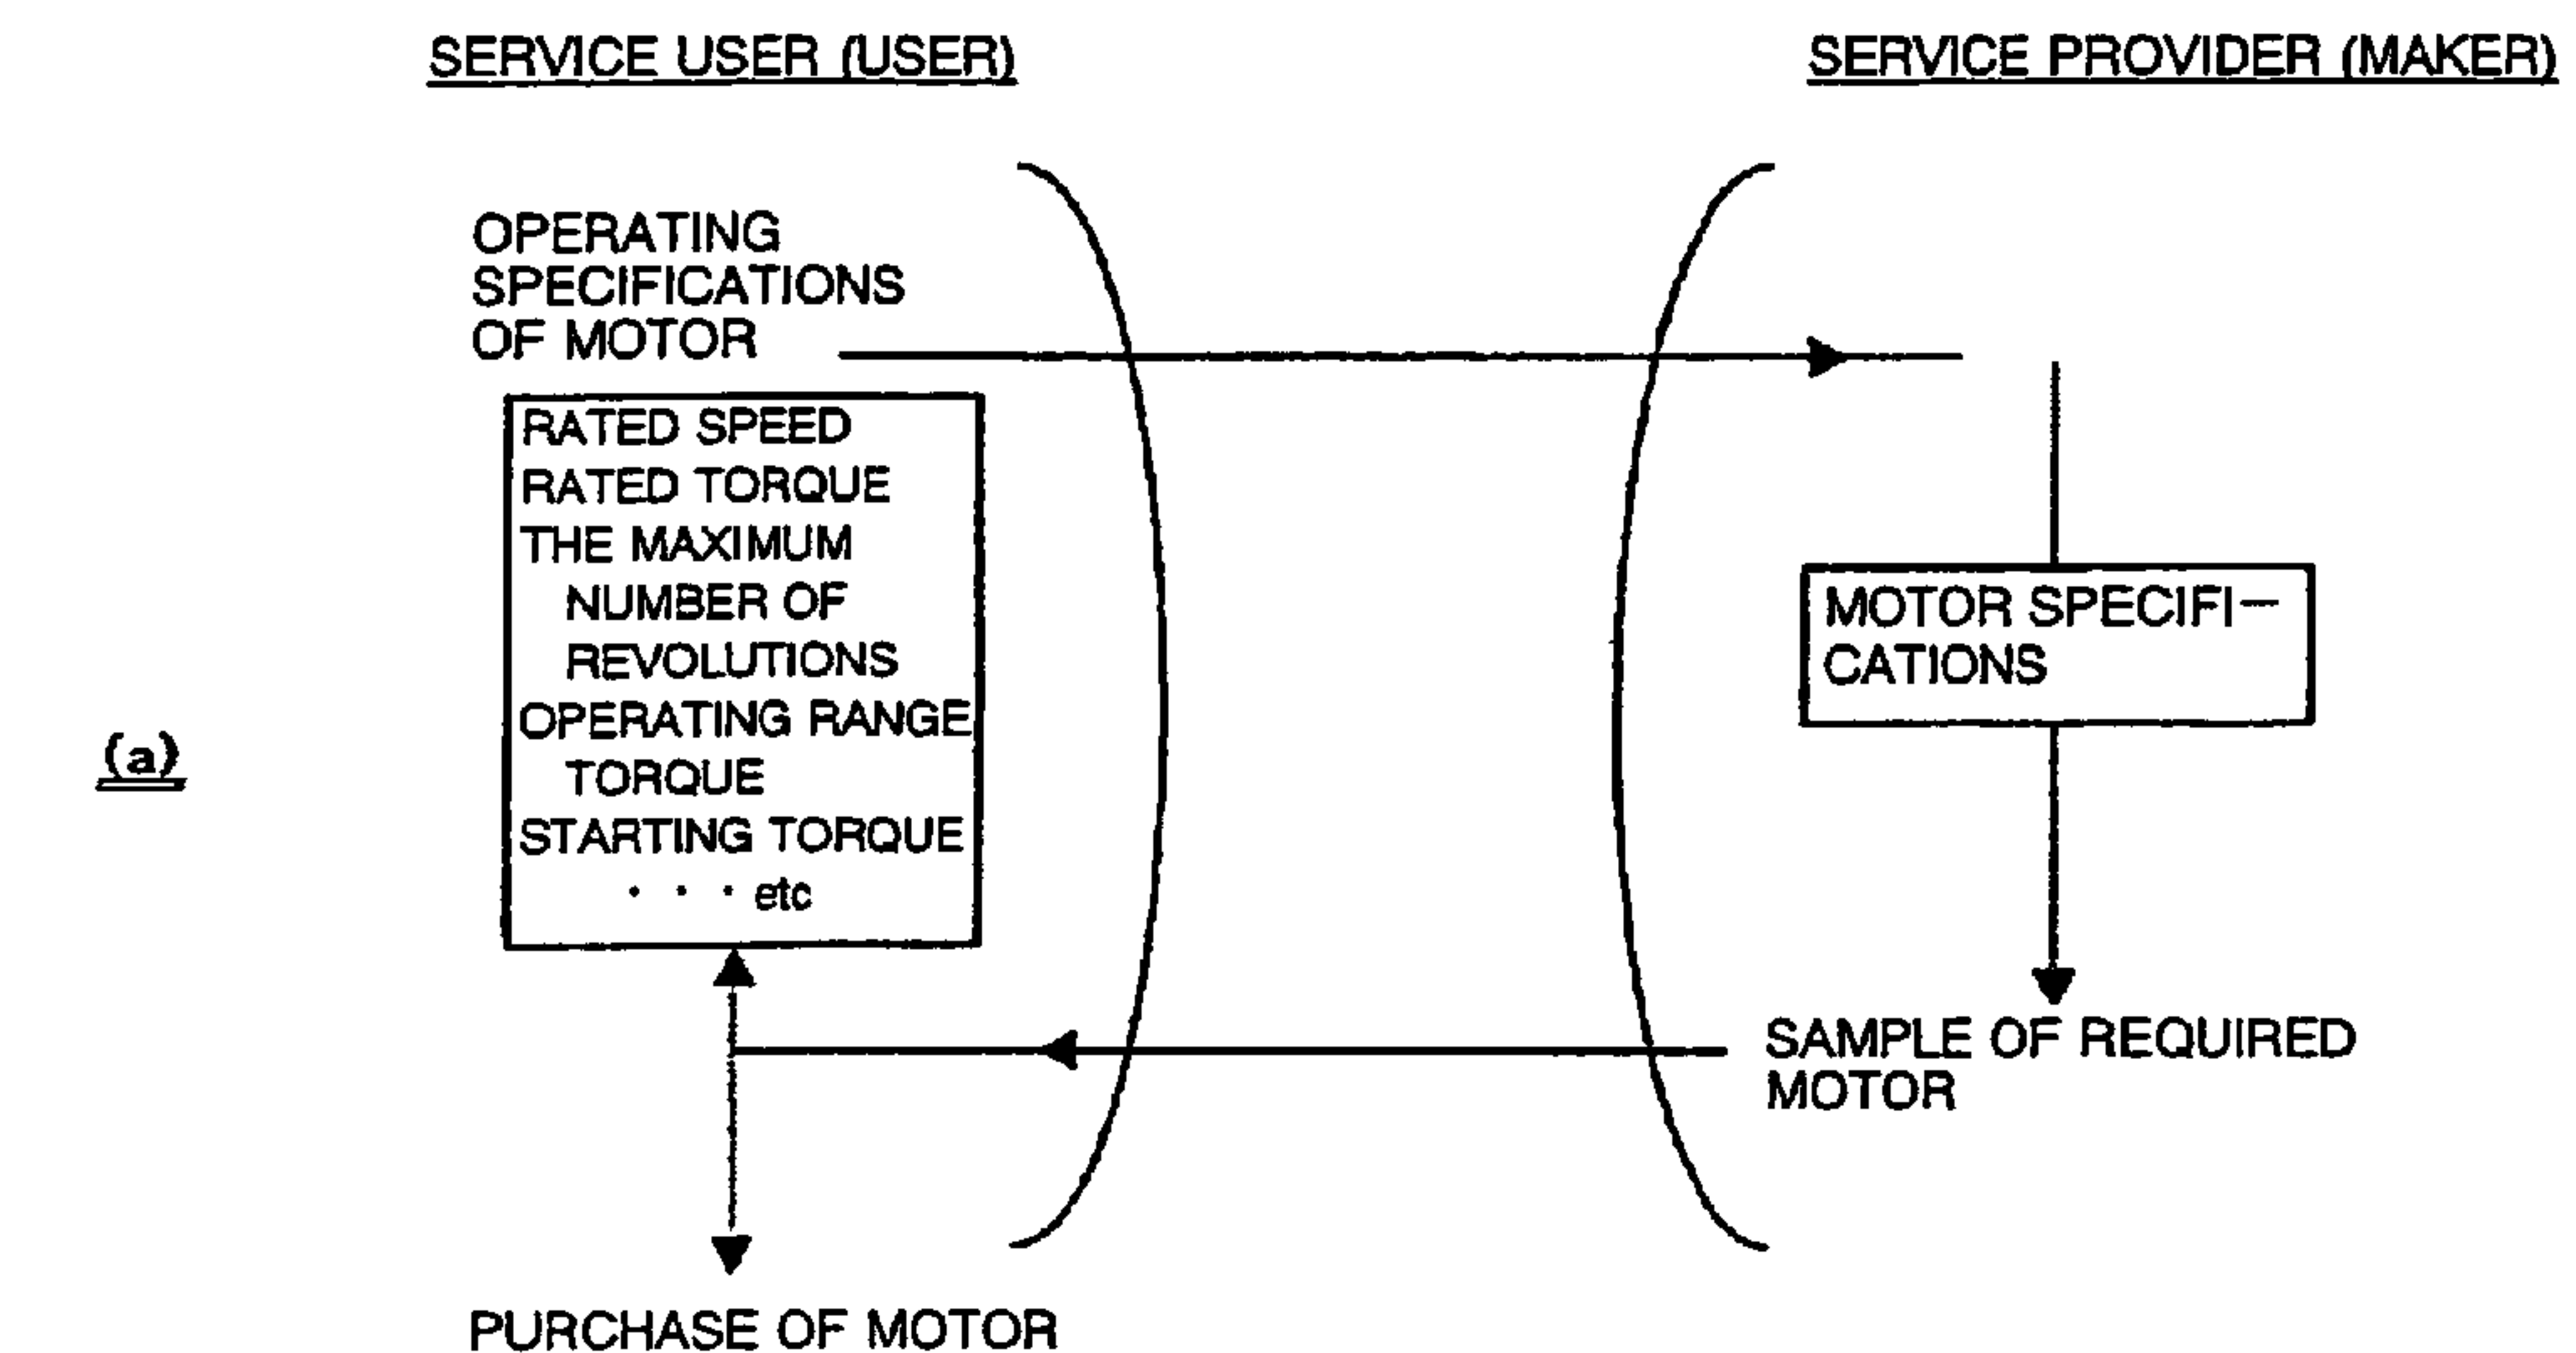 SERVICE USER (USER)
SERVICE PROVIDER (MAKER)
OPERATING
SPECIFICATIONS
OF MOTOR
RATED SPEED
RATED TORQUE
THE MAXIMUM
NUMBER OF
REVOLUTIONS
OPERATING RANGE
TORQUE
STARTING TORQUE
・ ・ ・ etc
MOTOR SPECIFI—
CATIONS
(a)
SAMPLE OF REQUIRED
MOTOR
PURCHASE OF MOTOR